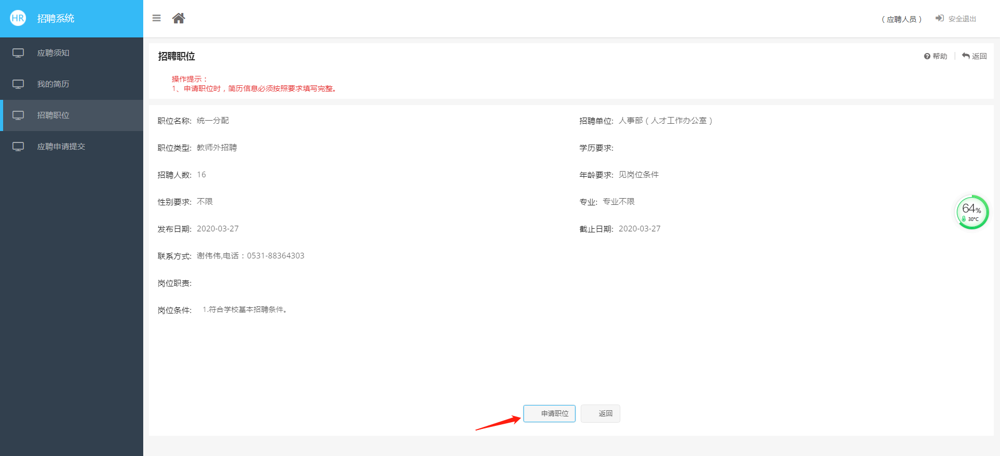 HR 招聘系统
（应聘人员） 安全退出
应聘须知
我的简历
招聘职位
应聘申请提交
招聘职位
帮助 返回
操作提示：
1、申请职位时，简历信息必须按照要求填写完整。
职位名称: 统一分配 招聘单位: 人事部（人才工作办公室）
职位类型: 教师外招聘 学历要求:
招聘人数: 16 年龄要求: 见岗位条件
性别要求: 不限 专业: 专业不限
发布日期: 2020-03-27 截止日期: 2020-03-27
联系方式: 谢伟伟,电话：0531-88364303
岗位职责:
岗位条件: 1.符合学校基本招聘条件。
64%
30°C
申请职位 返回